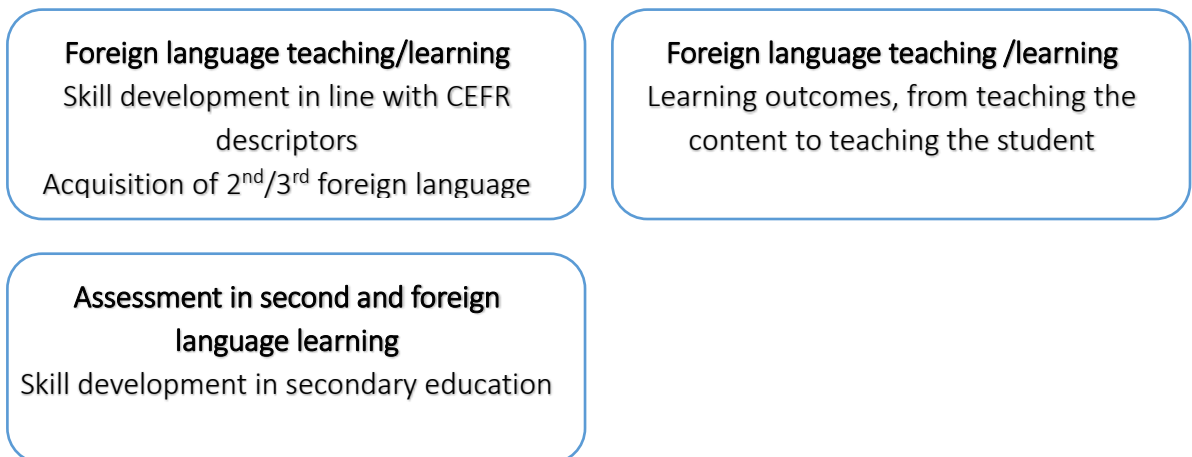 Foreign language teaching/learning
Skill development in line with CEFR
descriptors
Acquisition of 2nd/3rd foreign language
Foreign language teaching /learning
Learning outcomes, from teaching the
content to teaching the student
Assessment in second and foreign
language learning
Skill development in secondary education